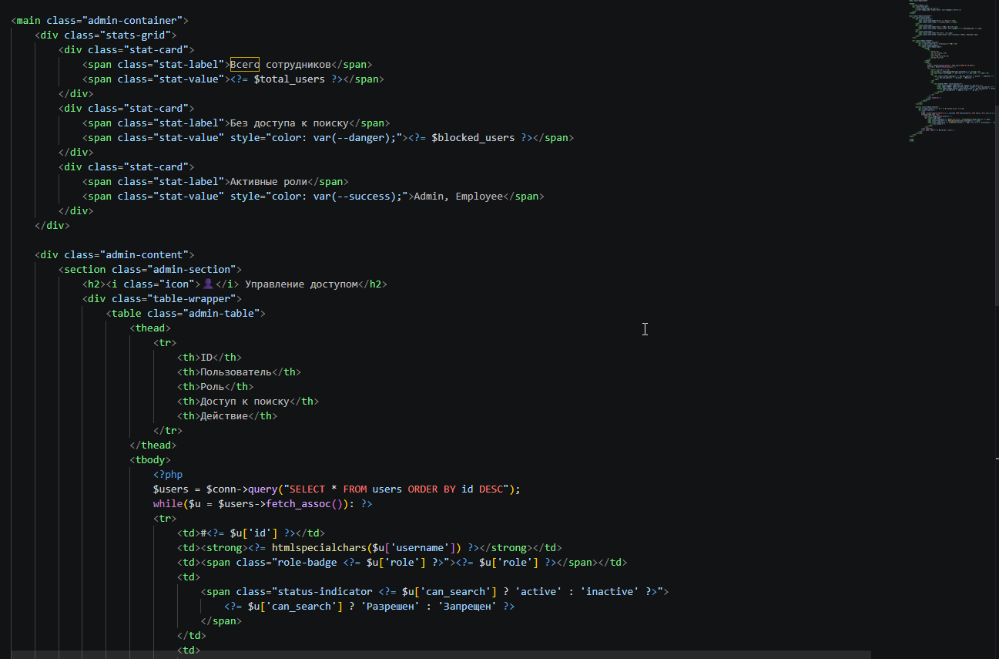 <main class="admin-container">
<div class="stats-grid">
<div class="stat-card">
<span class="stat-label">Всего сотрудников</span>
<span class="stat-value"><?= $total_users ?></span>
</div>
<div class="stat-card">
<span class="stat-label">Без доступа к поиску</span>
<span class="stat-value" style="color: var(--danger);"><?= $blocked_users ?></span>
</div>
<div class="stat-card">
<span class="stat-label">Активные роли</span>
<span class="stat-value" style="color: var(--success);">Admin, Employee</span>
</div>
</div>
<div class="admin-content">
<section class="admin-section">
<h2><i class="icon">👤</i> Управление доступом</h2>
<div class="table-wrapper">
<table class="admin-table">
<thead>
<tr>
<th>ID</th>
<th>Пользователь</th>
<th>Роль</th>
<th>Доступ к поиску</th>
<th>Действие</th>
</tr>
</thead>
<tbody>
<?php
$users = $conn->query("SELECT * FROM users ORDER BY id DESC");
while($u = $users->fetch_assoc()): ?>
<tr>
<td>#<?= $u['id'] ?></td>
<td><strong><?= htmlspecialchars($u['username']) ?></strong></td>
<td><span class="role-badge <?= $u['role'] ?>"><?= $u['role'] ?></span></td>
<td>
<span class="status-indicator <?= $u['can_search'] ? 'active' : 'inactive' ?>">
<?= $u['can_search'] ? 'Разрешен' : 'Запрещен' ?>
</span>
</td>
<td>